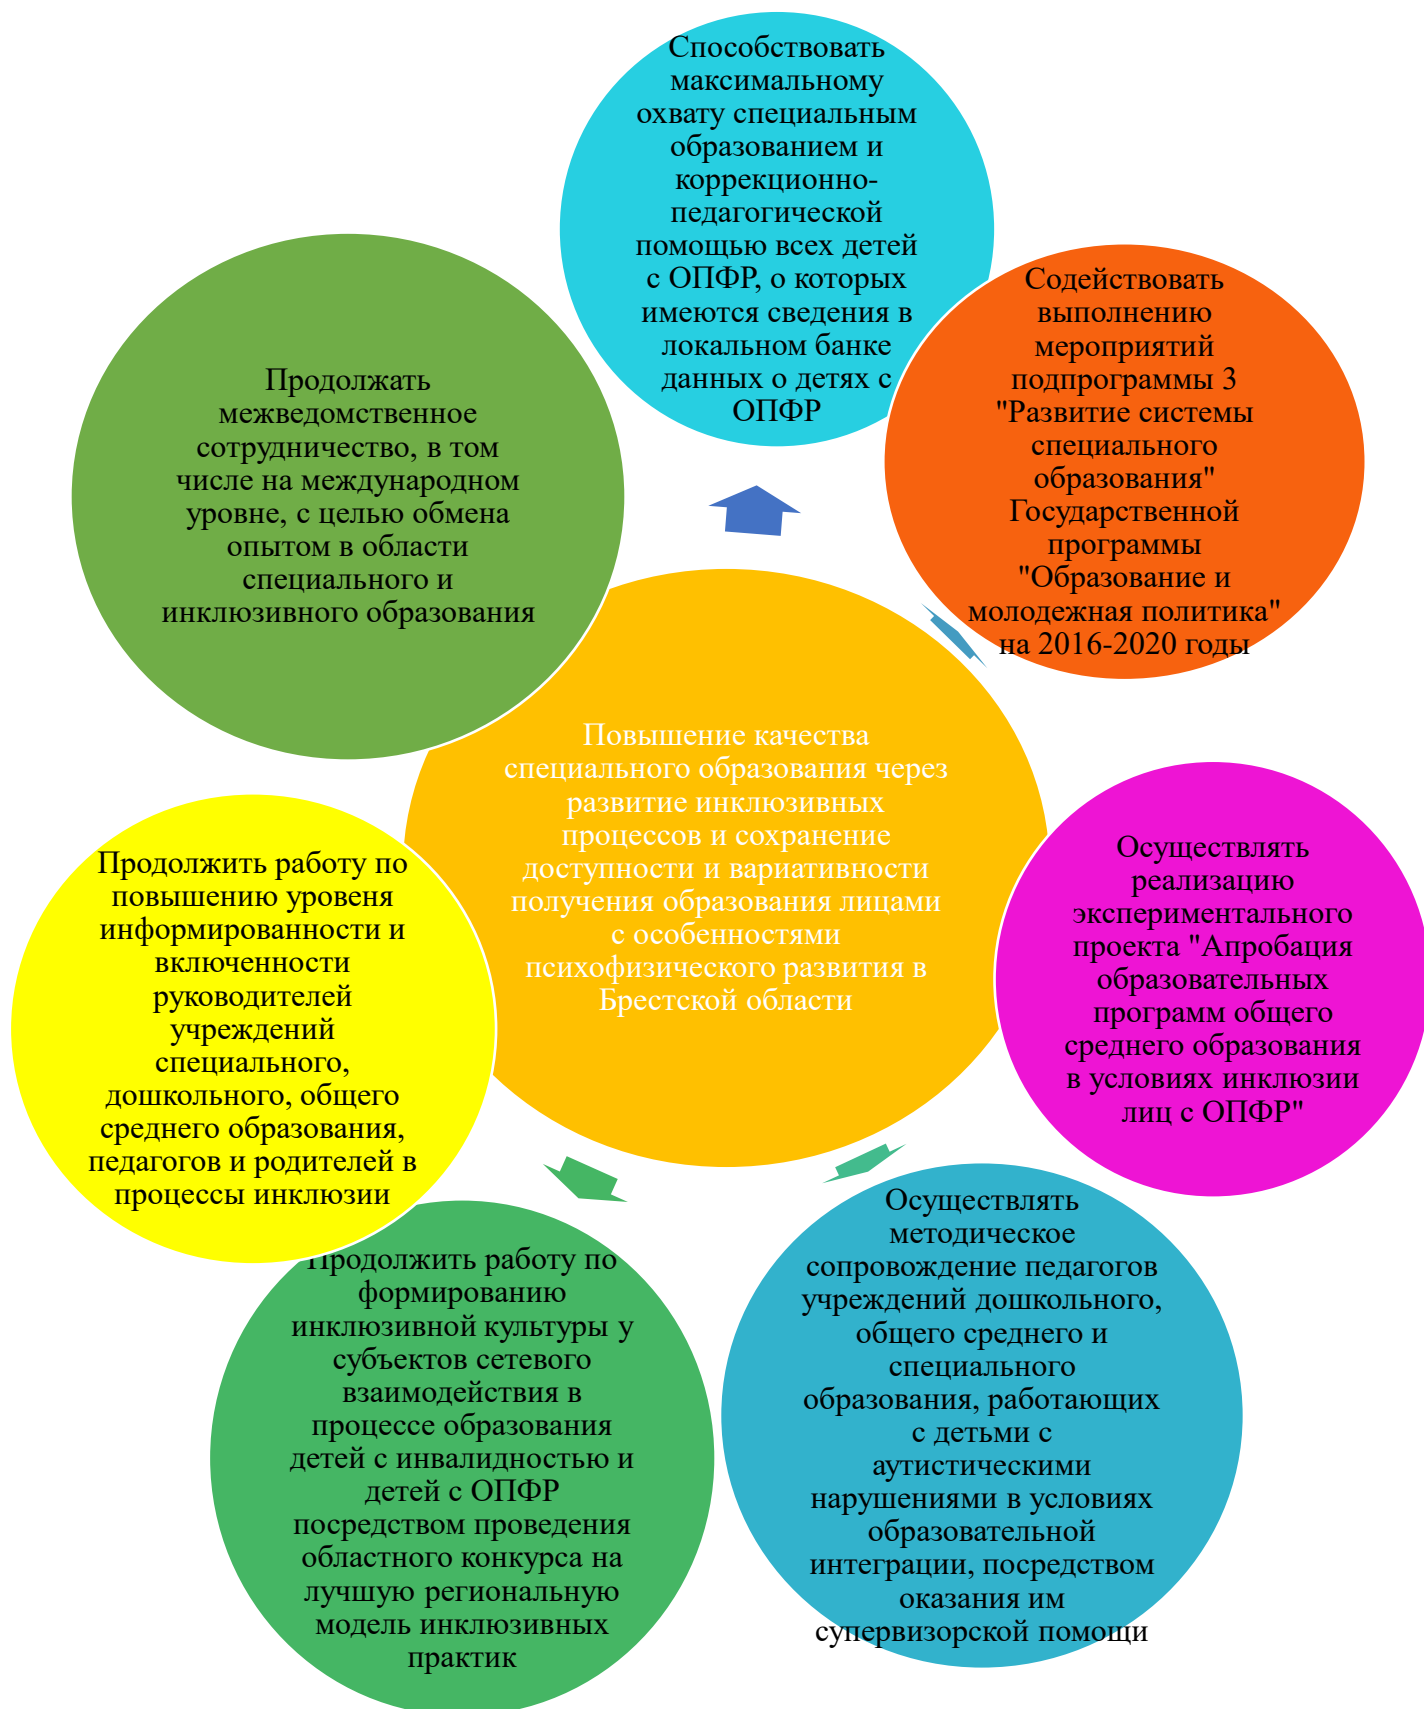 Способствовать
максимальному
охвату специальным
образованием и
коррекционно-
педагогической
помощью всех детей
с ОПФР, о которых
имеются сведения в
локальном банке
данных о детях с
ОПФР
Содействовать
выполнению
мероприятий
подпрограммы 3
"Развитие системы
специального
образования"
Государственной
программы
"Образование и
молодежная политика"
на 2016-2020 годы
Осуществлять
реализацию
экспериментального
проекта "Апробация
образовательных
программ общего
среднего образования
в условиях инклюзии
лиц с ОПФР"
Осуществлять
методическое
сопровождение педагогов
учреждений дошкольного,
общего среднего и
специального
образования, работающих
с детьми с
аутистическими
нарушениями в условиях
образовательной
интеграции, посредством
оказания им
супервизорской помощи
Продолжить работу по
формированию
инклюзивной культуры у
субъектов сетевого
взаимодействия в
процессе образования
детей с инвалидностью и
детей с ОПФР
посредством проведения
областного конкурса на
лучшую региональную
модель инклюзивных
практик
Продолжить работу по
повышению уровеня
информированности и
включенности
руководителей
учреждений
специального,
дошкольного, общего
среднего образования,
педагогов и родителей в
процессы инклюзии
Продолжать
межведомственное
сотрудничество, в том
числе на международном
уровне, с целью обмена
опытом в области
специального и
инклюзивного образования
Повышение качества
специального образования через
развитие инклюзивных
процессов и сохранение
доступности и вариативности
получения образования лицами
с особенностями
психофизического развития в
Брестской области